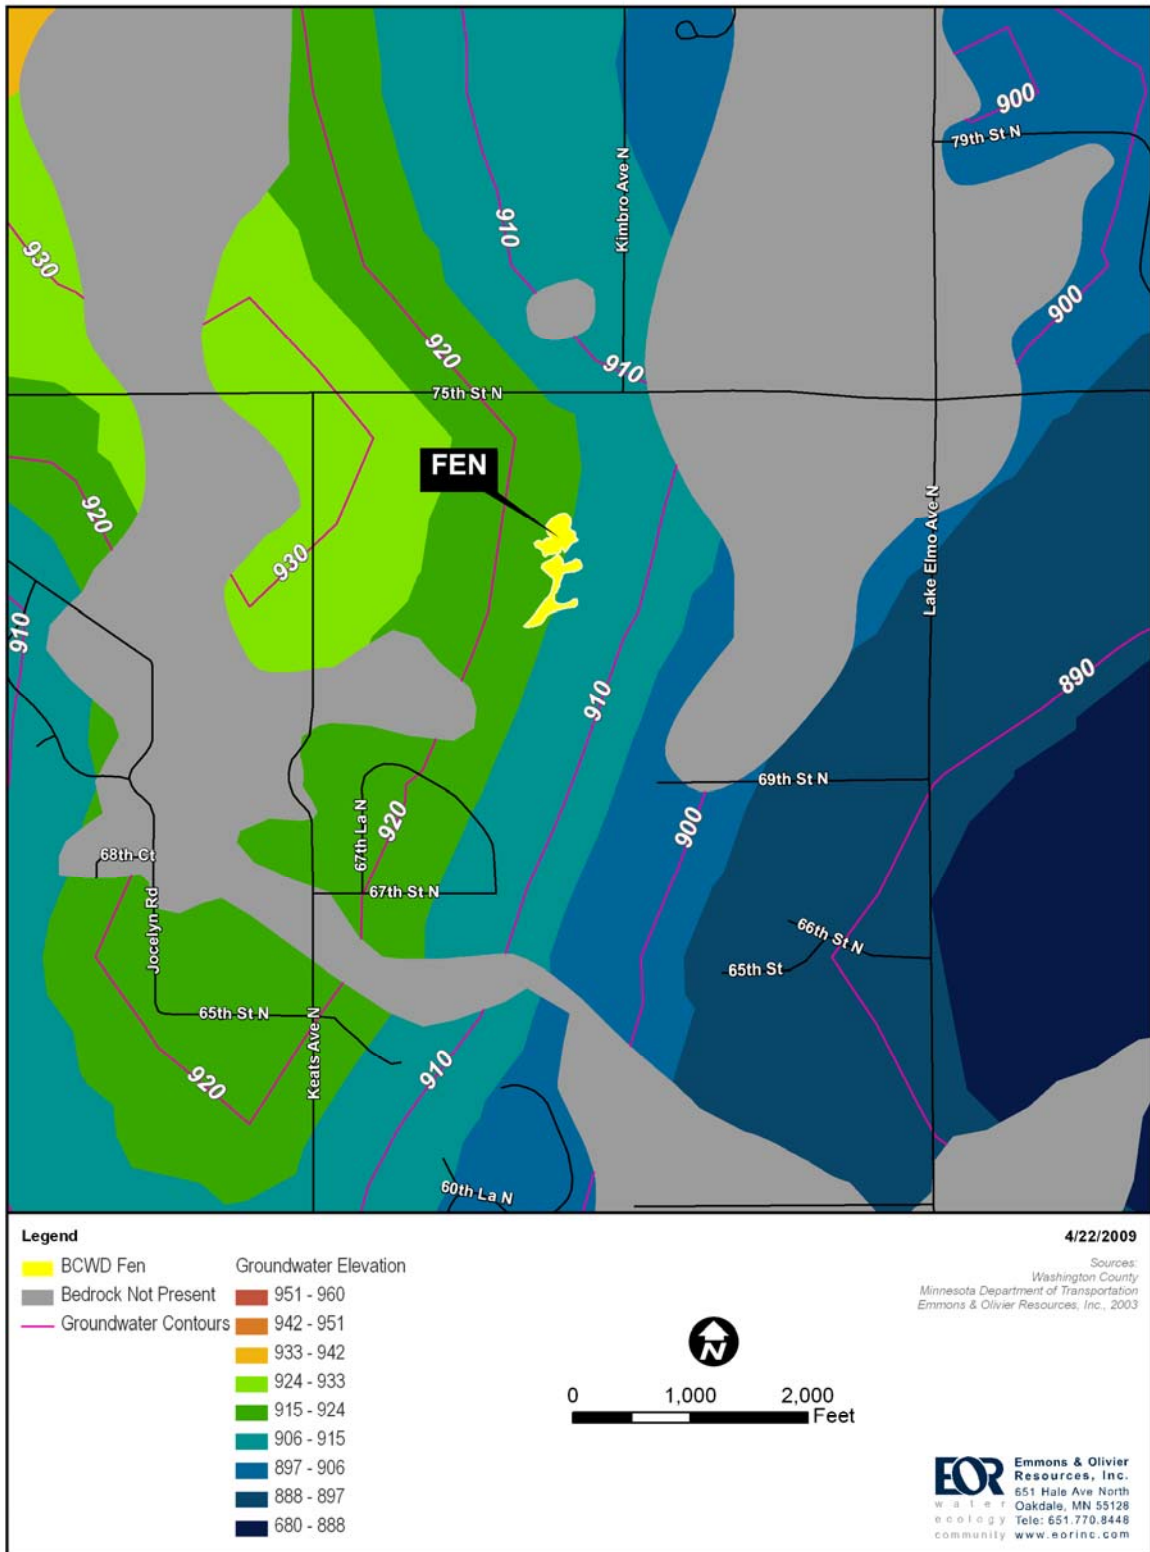 900
79th St N
Kimbro Ave N
910
930
900
920
910
75th St N
FEN
920
Lake Elmo Ave N
930
910
890
910
69th St N
67th La N
920
900
68th Ct
67th St N
Jocelyn Rd
66th St N
65th St
65th St N
Keats Ave N
910
920
60th La N
Legend
BCWD Fen
Bedrock Not Present
Groundwater Contours
Groundwater Elevation
951 - 960
942 - 951
933 - 942
924 - 933
915 - 924
906 - 915
897 - 906
888 - 897
680 - 888
N
0 1,000 2,000
Feet
4/22/2009
Sources:
Washington County
Minnesota Department of Transportation
Emmons & Olivier Resources, Inc., 2003
EOR
water
ecology
community
Emmons & Olivier
Resources, Inc.
651 Hale Ave North
Oakdale, MN 55128
Tele: 651.770.8448
www.eorinc.com